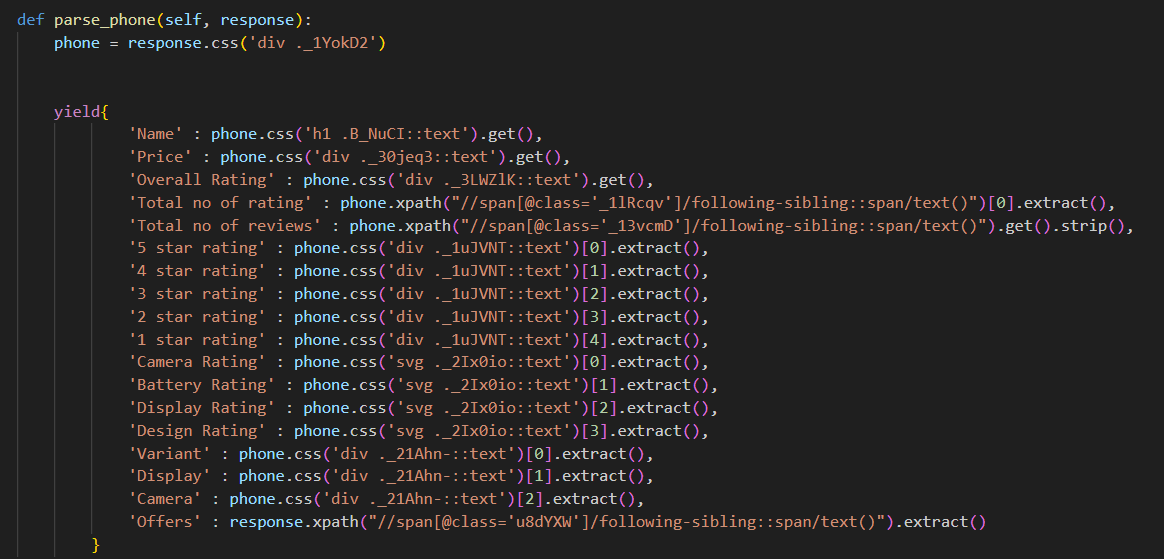 def parse_phone(self, response):
phone = response.css('div ._1YokD2')
yield{
'Name' : phone.css('h1 .B_NuCI::text').get(),
'Price' : phone.css('div ._30jeq3::text').get(),
'Overall Rating' : phone.css('div ._3LWZlK::text').get(),
'Total no of rating' : phone.xpath("//span[@class='_1lRcqv']/following-sibling::span/text()")[0].extract(),
'Total no of reviews' : phone.xpath("//span[@class='_13vcmD']/following-sibling::span/text()").get().strip(),
'5 star rating' : phone.css('div ._1uJVNT::text')[0].extract(),
'4 star rating' : phone.css('div ._1uJVNT::text')[1].extract(),
'3 star rating' : phone.css('div ._1uJVNT::text')[2].extract(),
'2 star rating' : phone.css('div ._1uJVNT::text')[3].extract(),
'1 star rating' : phone.css('div ._1uJVNT::text')[4].extract(),
'Camera Rating' : phone.css('svg ._2Ix0io::text')[0].extract(),
'Battery Rating' : phone.css('svg ._2Ix0io::text')[1].extract(),
'Display Rating' : phone.css('svg ._2Ix0io::text')[2].extract(),
'Design Rating' : phone.css('svg ._2Ix0io::text')[3].extract(),
'Variant' : phone.css('div ._21Ahn-::text')[0].extract(),
'Display' : phone.css('div ._21Ahn-::text')[1].extract(),
'Camera' : phone.css('div ._21Ahn-::text')[2].extract(),
'Offers' : response.xpath("//span[@class='u8dYXW']/following-sibling::span/text()").extract()
}